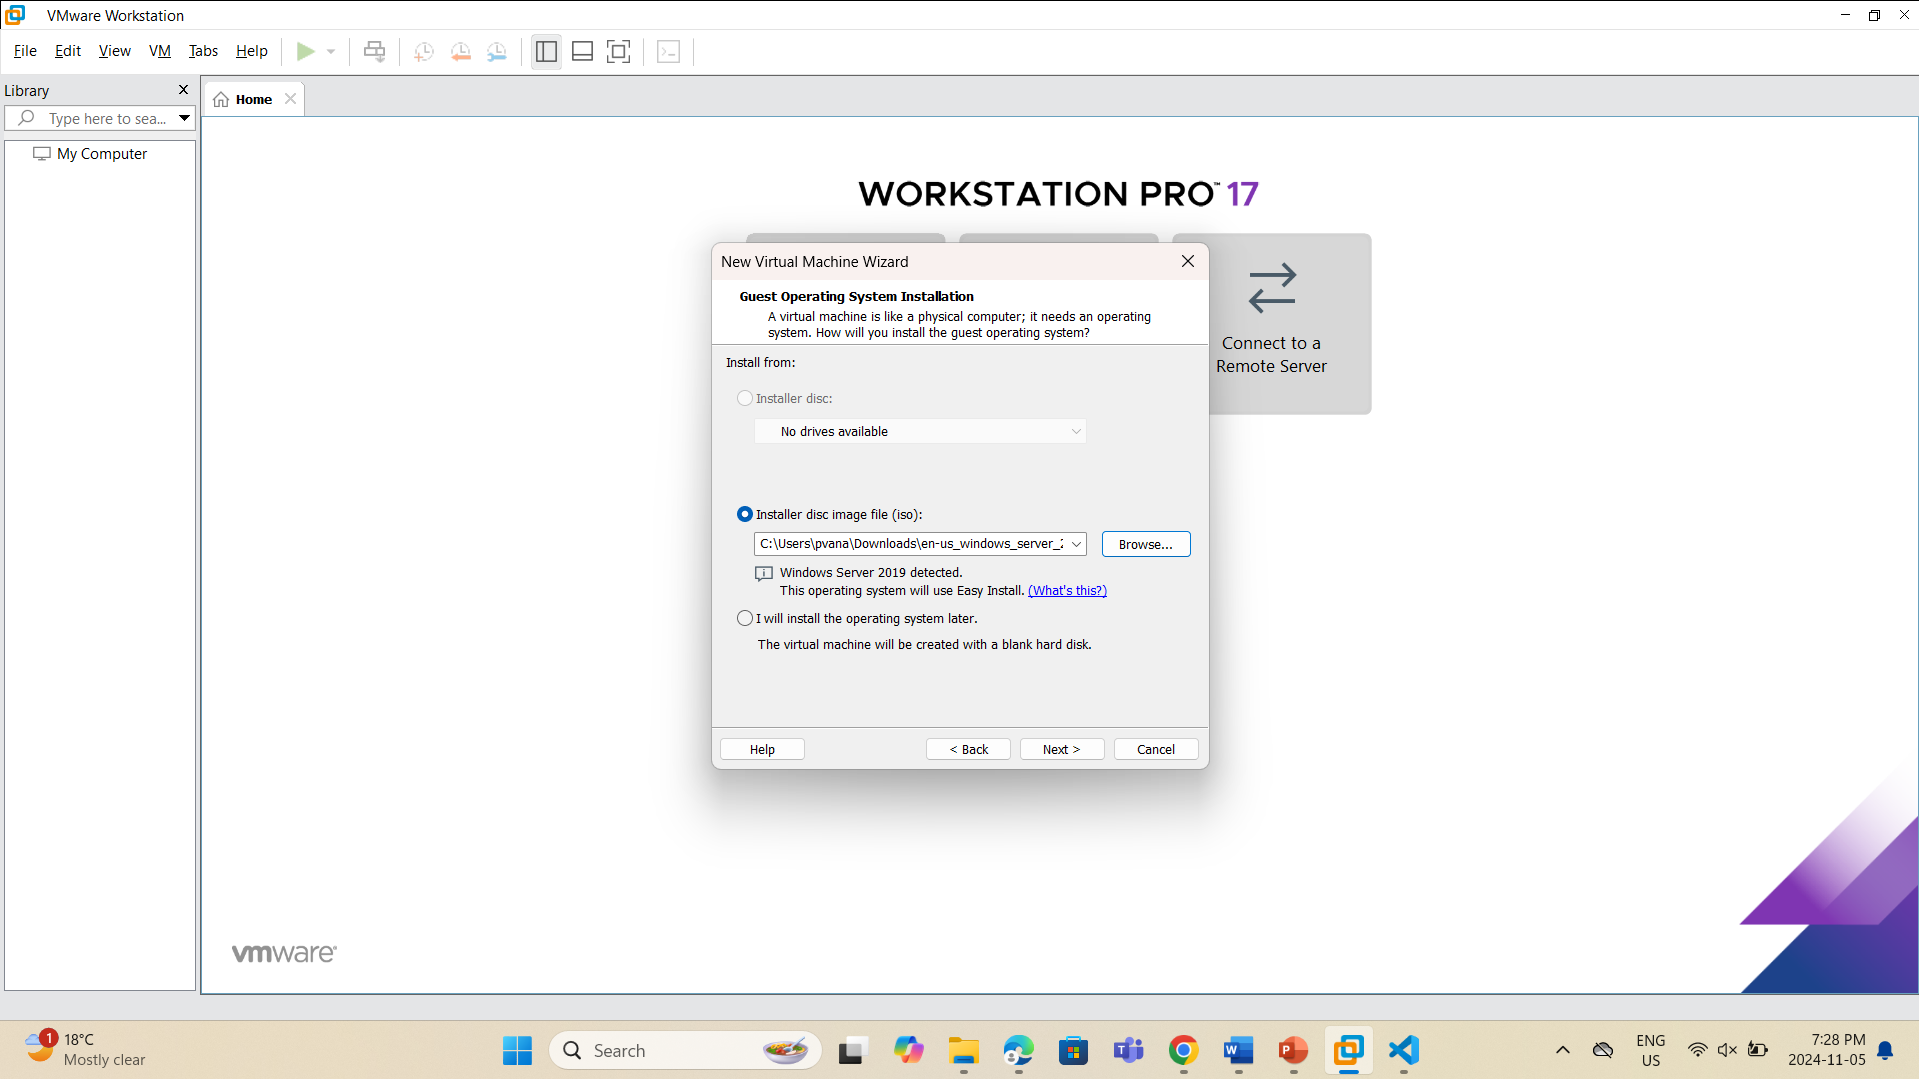 VMware Workstation
File Edit View VM Tabs Help
Library
Type here to sea...
Home
My Computer
WORKSTATION PRO™ 17
New Virtual Machine Wizard
Guest Operating System Installation
A virtual machine is like a physical computer; it needs an operating
system. How will you install the guest operating system?
Connect to a
Remote Server
Install from:
Installer disc:
No drives available
Installer disc image file (iso):
C:\Users\pvana\Downloads\en-us_windows_server_2
Browse...
Windows Server 2019 detected.
This operating system will use Easy Install. (What's this?)
I will install the operating system later.
The virtual machine will be created with a blank hard disk.
Help < Back Next > Cancel
vmware®
1
18°C
Mostly clear
Search
ENG
US
7:28 PM
2024-11-05